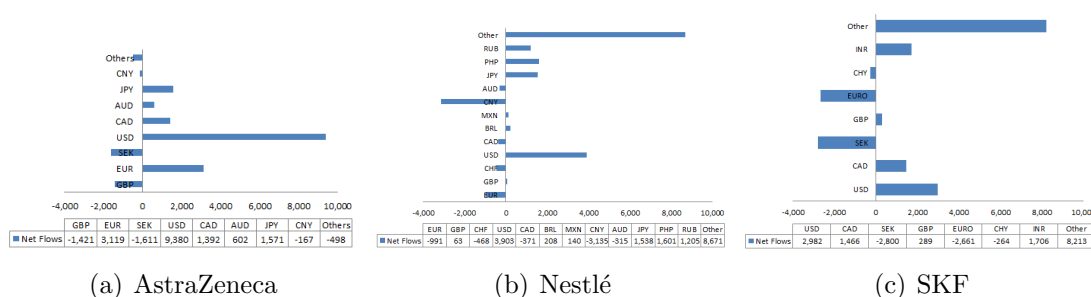 Others
CNY
JPY
AUD
CAD
USD
SEK
EUR
GBP
-4,000 -2,000 0 2,000 4,000 6,000 8,000 10,000
GBP EUR SEK USD CAD AUD JPY CNY Others
Net Flows -1,421 3,119 -1,611 9,380 1,392 602 1,571 -167 -498
(a) AstraZeneca
Other
RUB
PHP
JPY
AUD
CNY
MXN
BRL
CAD
USD
CHF
GBP
EUR
-4,000 -2,000 0 2,000 4,000 6,000 8,000 10,000
EUR GBP CHF USD CAD BRL MXN CNY AUD JPY PHP RUB Other
Net Flows -991 63 -468 3,903 -371 208 140 -3,135 -315 1,538 1,601 1,205 8,671
(b) Nestlé
Other
INR
CHY
EURO
GBP
SEK
CAD
USD
-4,000 -2,000 0 2,000 4,000 6,000 8,000 10,000
USD CAD SEK GBP EURO CHY INR Other
Net Flows 2,982 1,466 -2,800 289 -2,661 -264 1,706 8,213
(c) SKF